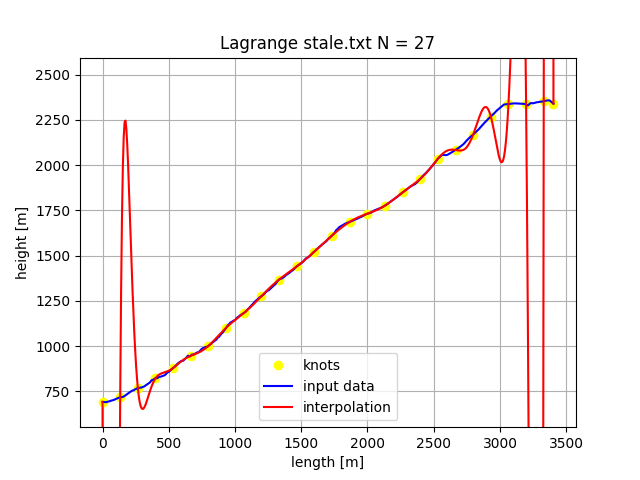 Lagrange stale.txt N = 27
height [m]
2500
2250
2000
1750
1500
1250
1000
750
knots
input data
interpolation
0 500 1000 1500 2000 2500 3000 3500
length [m]